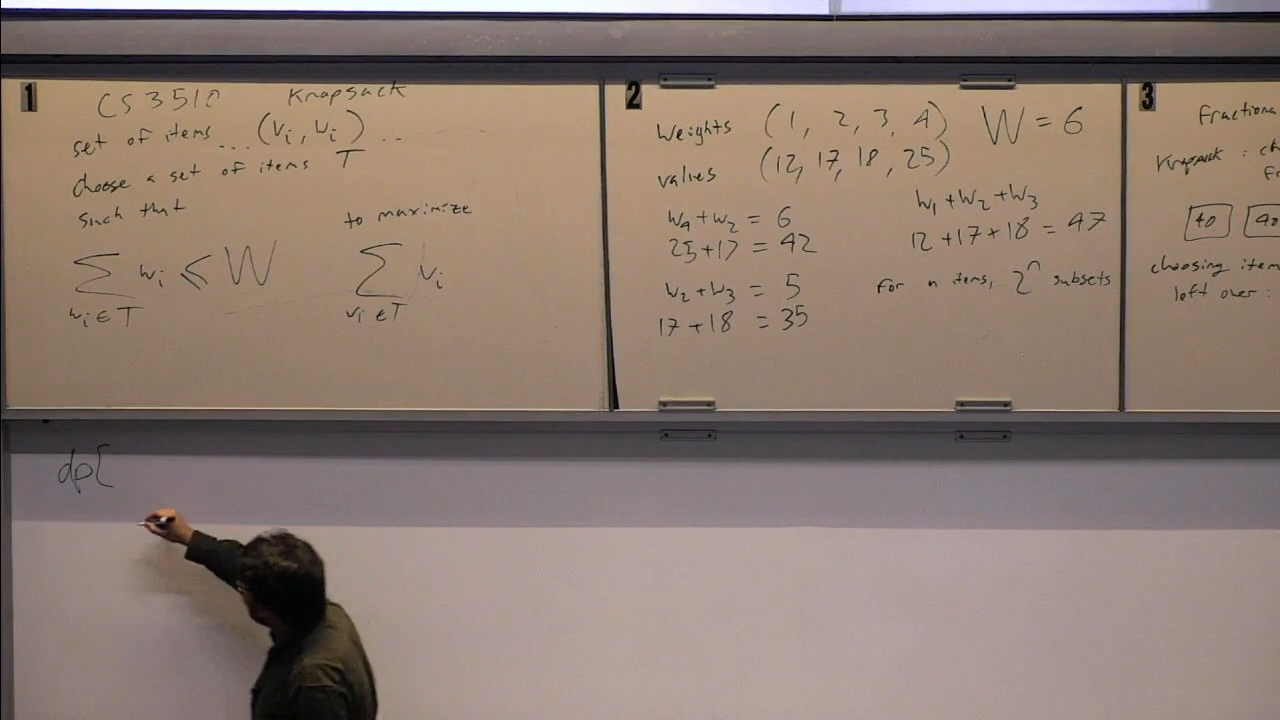 1
CS 3510 Knapsack
set of items ... (vi, wi) ..
choose a set of items T
such that to maximize
∑ wi ≤ W ∑ vi
wi ∈ T vi ∈ T
2
Weights (1, 2, 3, 4) W = 6
values (12, 17, 18, 25)
w4 + w2 = 6
25 + 17 = 42
w2 + w3 = 5
17 + 18 = 35
w1 + w2 + w3
12 + 17 + 18 = 47
for n items, 2^n subsets
3
Fractiona
Knapsack : ch
40 40
choosing item
left over :
dp[